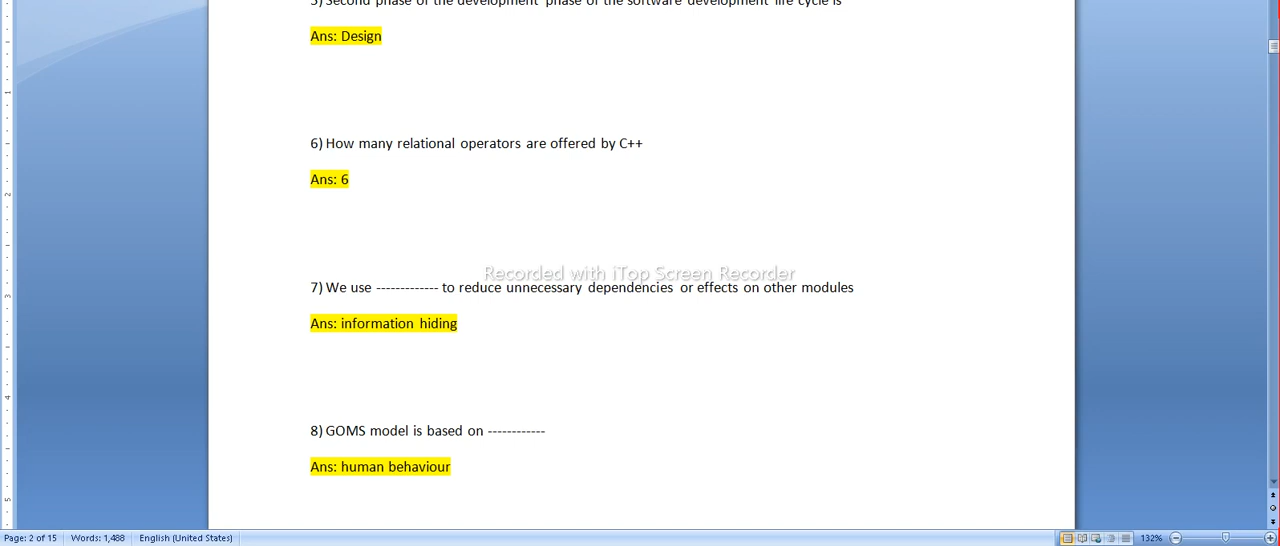 5) Second phase of the development phase of the software development life cycle is
Ans: Design
6) How many relational operators are offered by C++
Ans: 6
Recorded with iTop Screen Recorder
7) We use ------------- to reduce unnecessary dependencies or effects on other modules
Ans: information hiding
8) GOMS model is based on ------------
Ans: human behaviour
Page: 2 of 15 Words: 1,488 English (United States) 132%